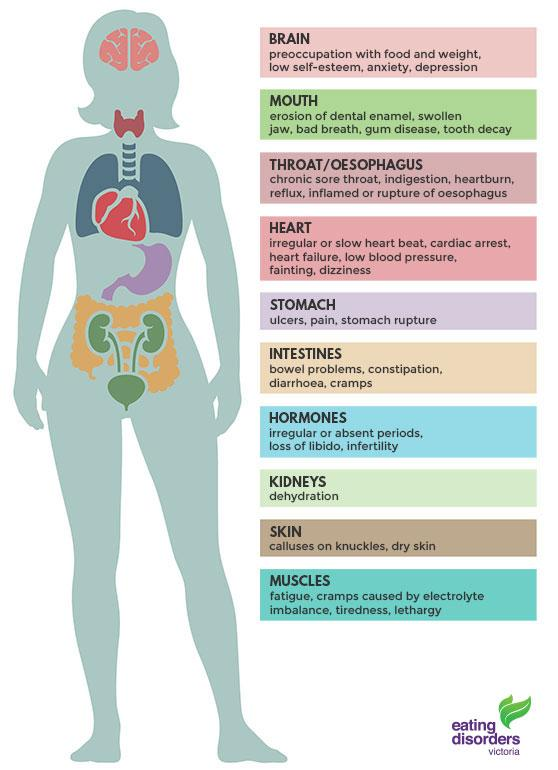 BRAIN
preoccupation with food and weight,
low self-esteem, anxiety, depression
MOUTH
erosion of dental enamel, swollen
jaw, bad breath, gum disease, tooth decay
THROAT/OESOPHAGUS
chronic sore throat, indigestion, heartburn,
reflux, inflamed or rupture of oesophagus
HEART
irregular or slow heart beat, cardiac arrest,
heart failure, low blood pressure,
fainting, dizziness
STOMACH
ulcers, pain, stomach rupture
INTESTINES
bowel problems, constipation,
diarrhoea, cramps
HORMONES
irregular or absent periods,
loss of libido, infertility
KIDNEYS
dehydration
SKIN
calluses on knuckles, dry skin
MUSCLES
fatigue, cramps caused by electrolyte
imbalance, tiredness, lethargy
eating
disorders
victoria